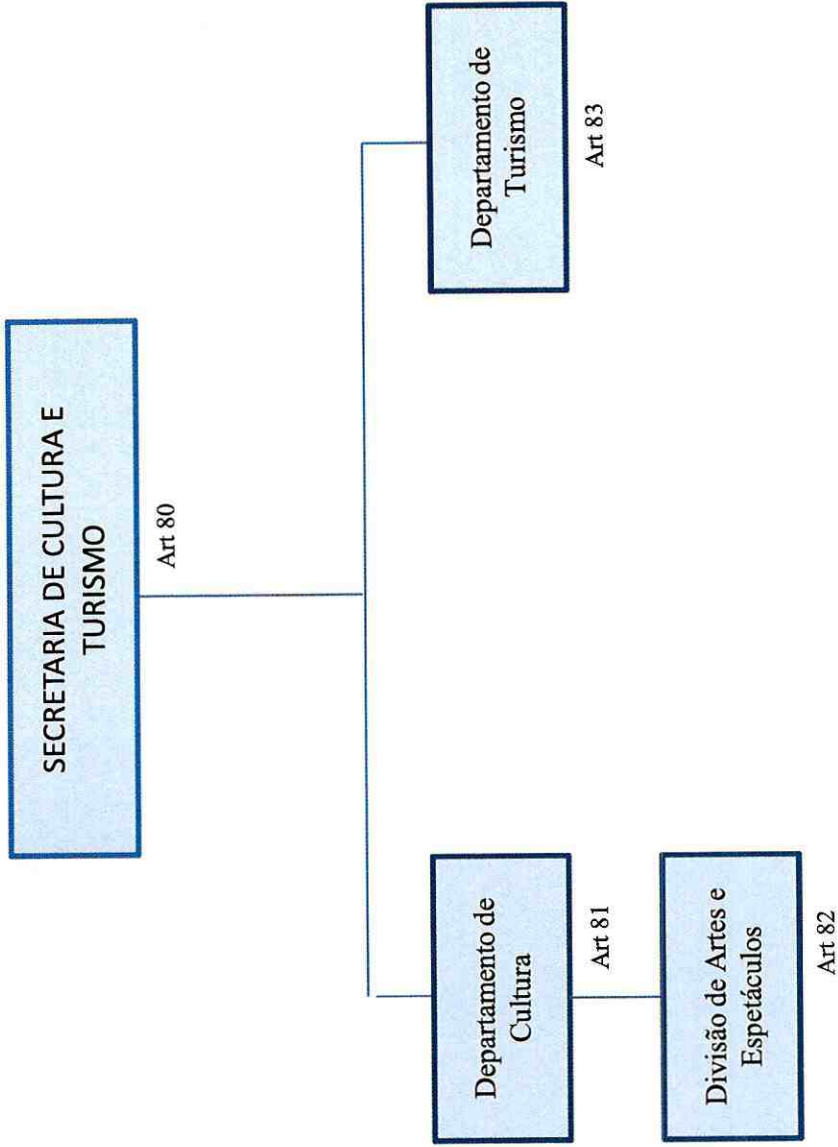 SECRETARIA DE CULTURA E
TURISMO
Art 80
Departamento de
Cultura
Art 81
Divisão de Artes e
Espetáculos
Art 82
Departamento de
Turismo
Art 83